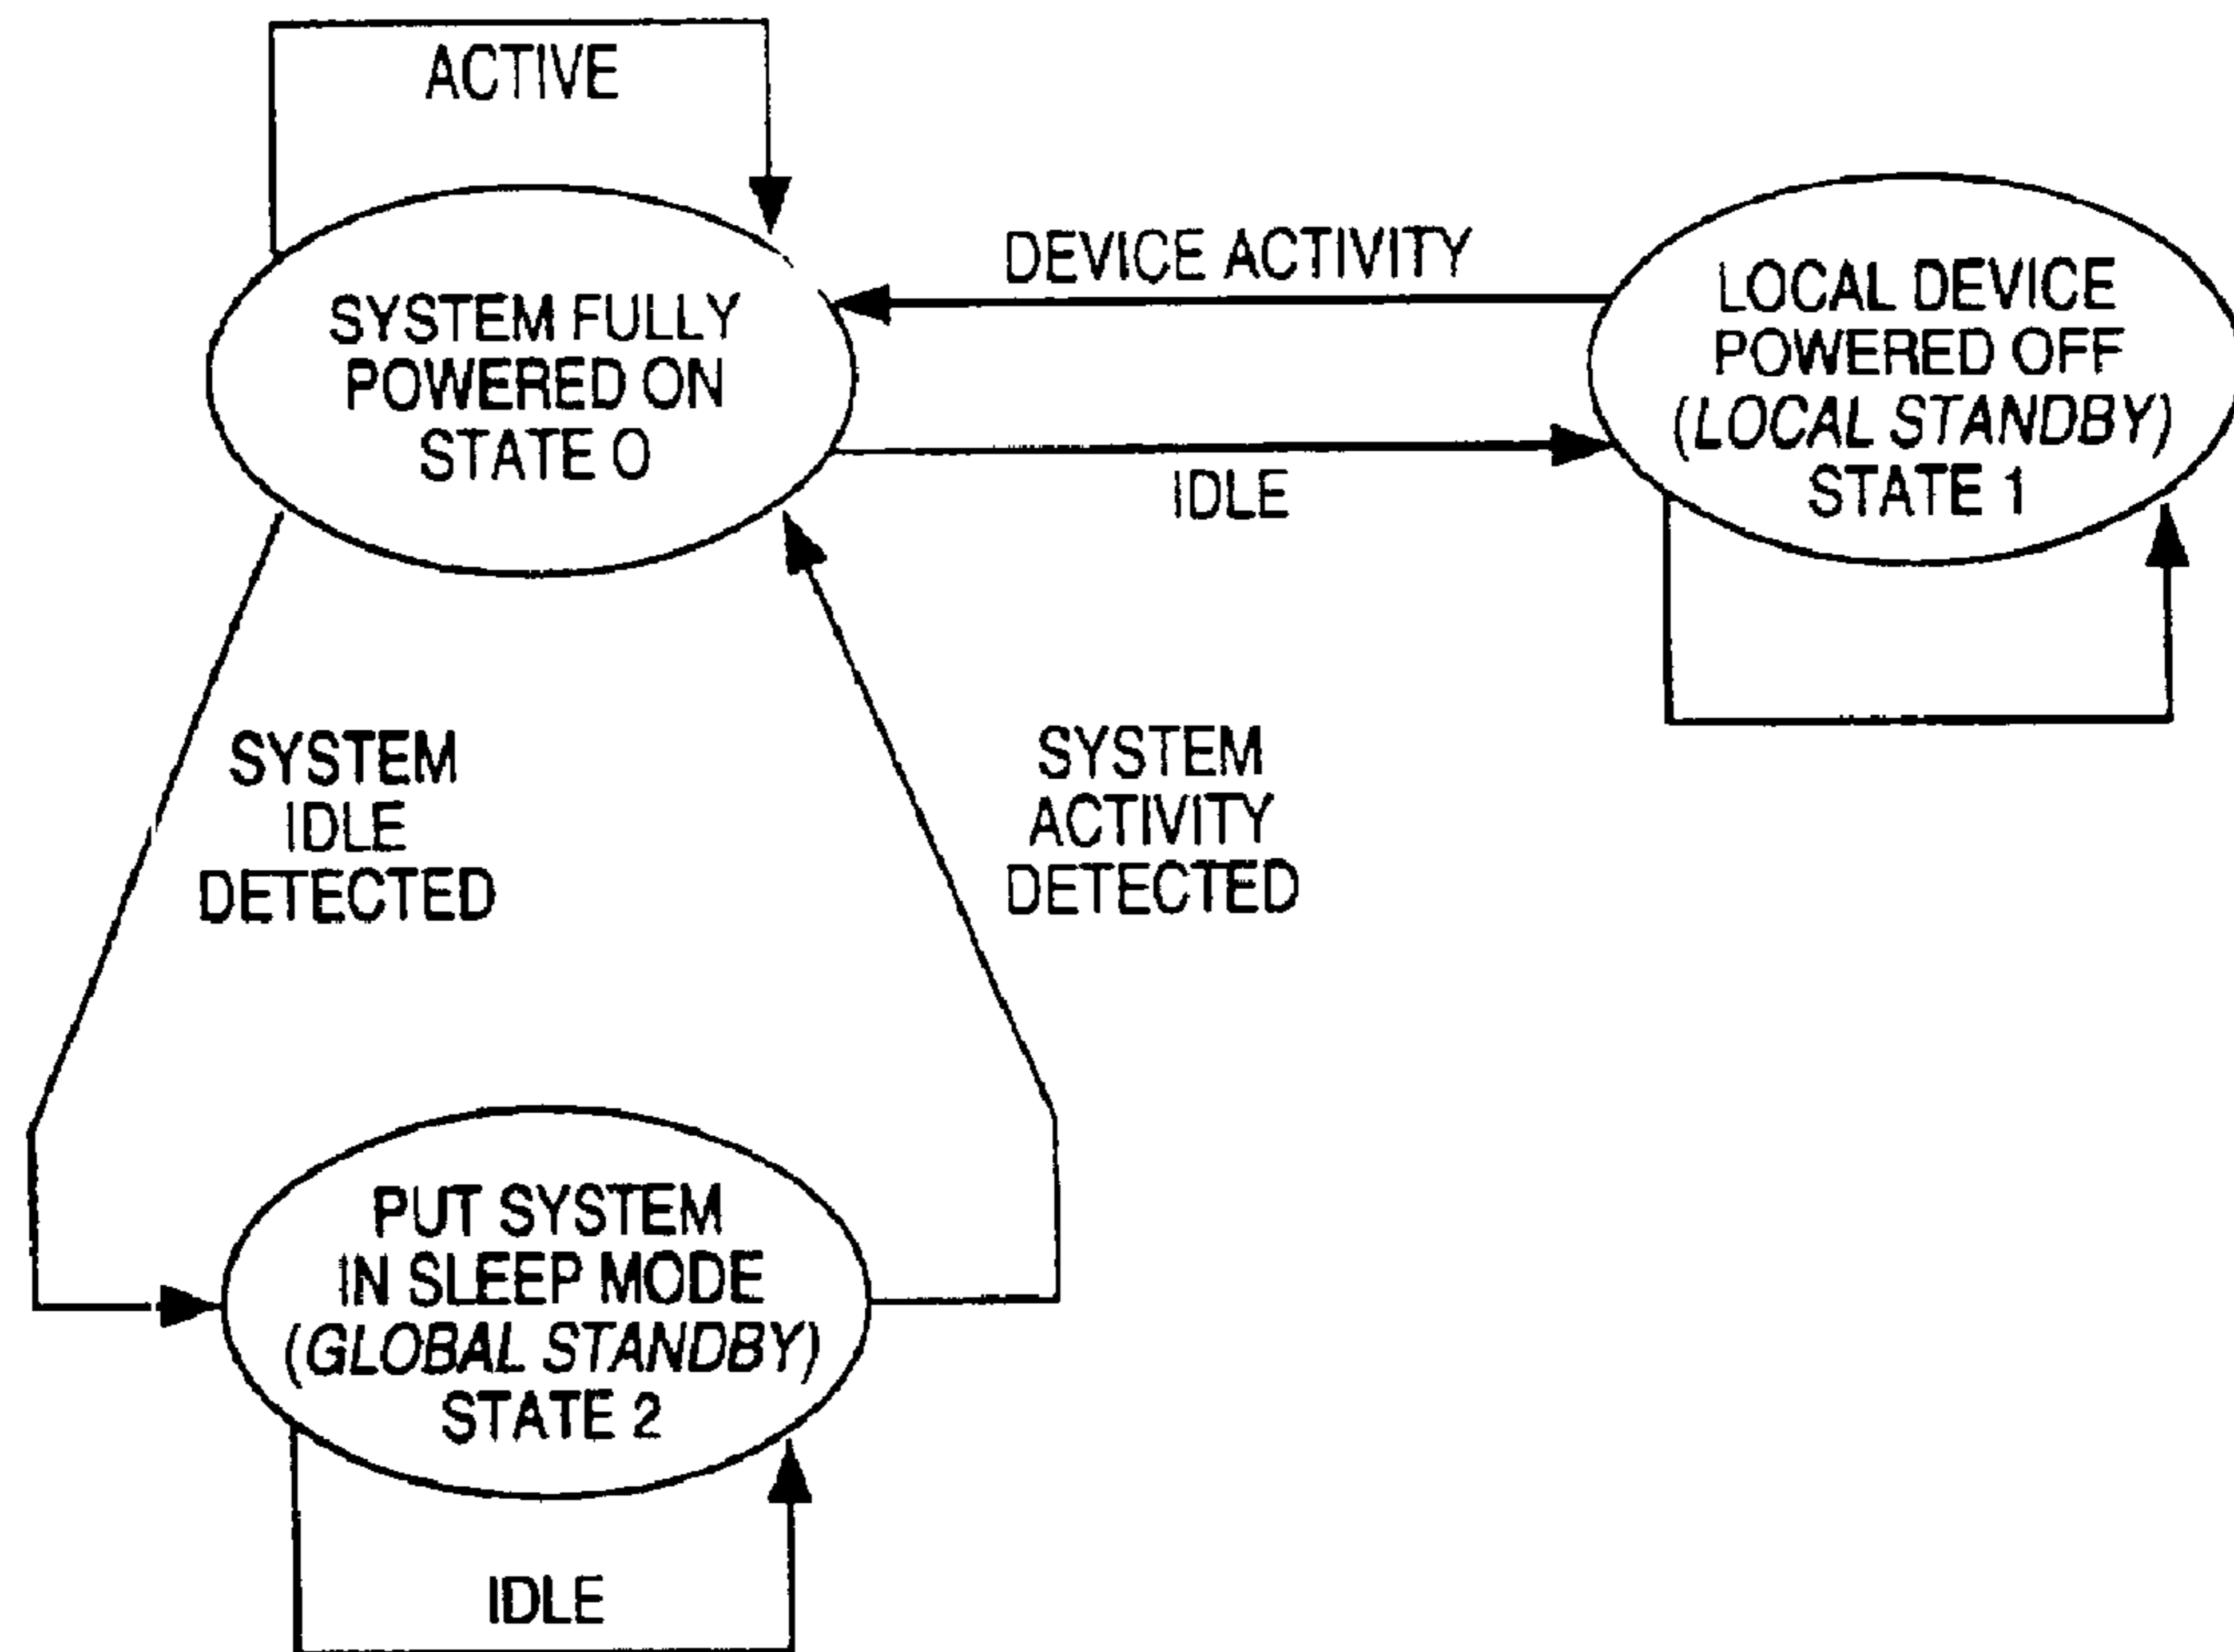 ACTIVE
SYSTEM FULLY
POWERED ON
STATE 0
DEVICE ACTIVITY
IDLE
LOCAL DEVICE
POWERED OFF
(LOCAL STANDBY)
STATE 1
SYSTEM
IDLE
DETECTED
SYSTEM
ACTIVITY
DETECTED
PUT SYSTEM
IN SLEEP MODE
(GLOBAL STANDBY)
STATE 2
IDLE